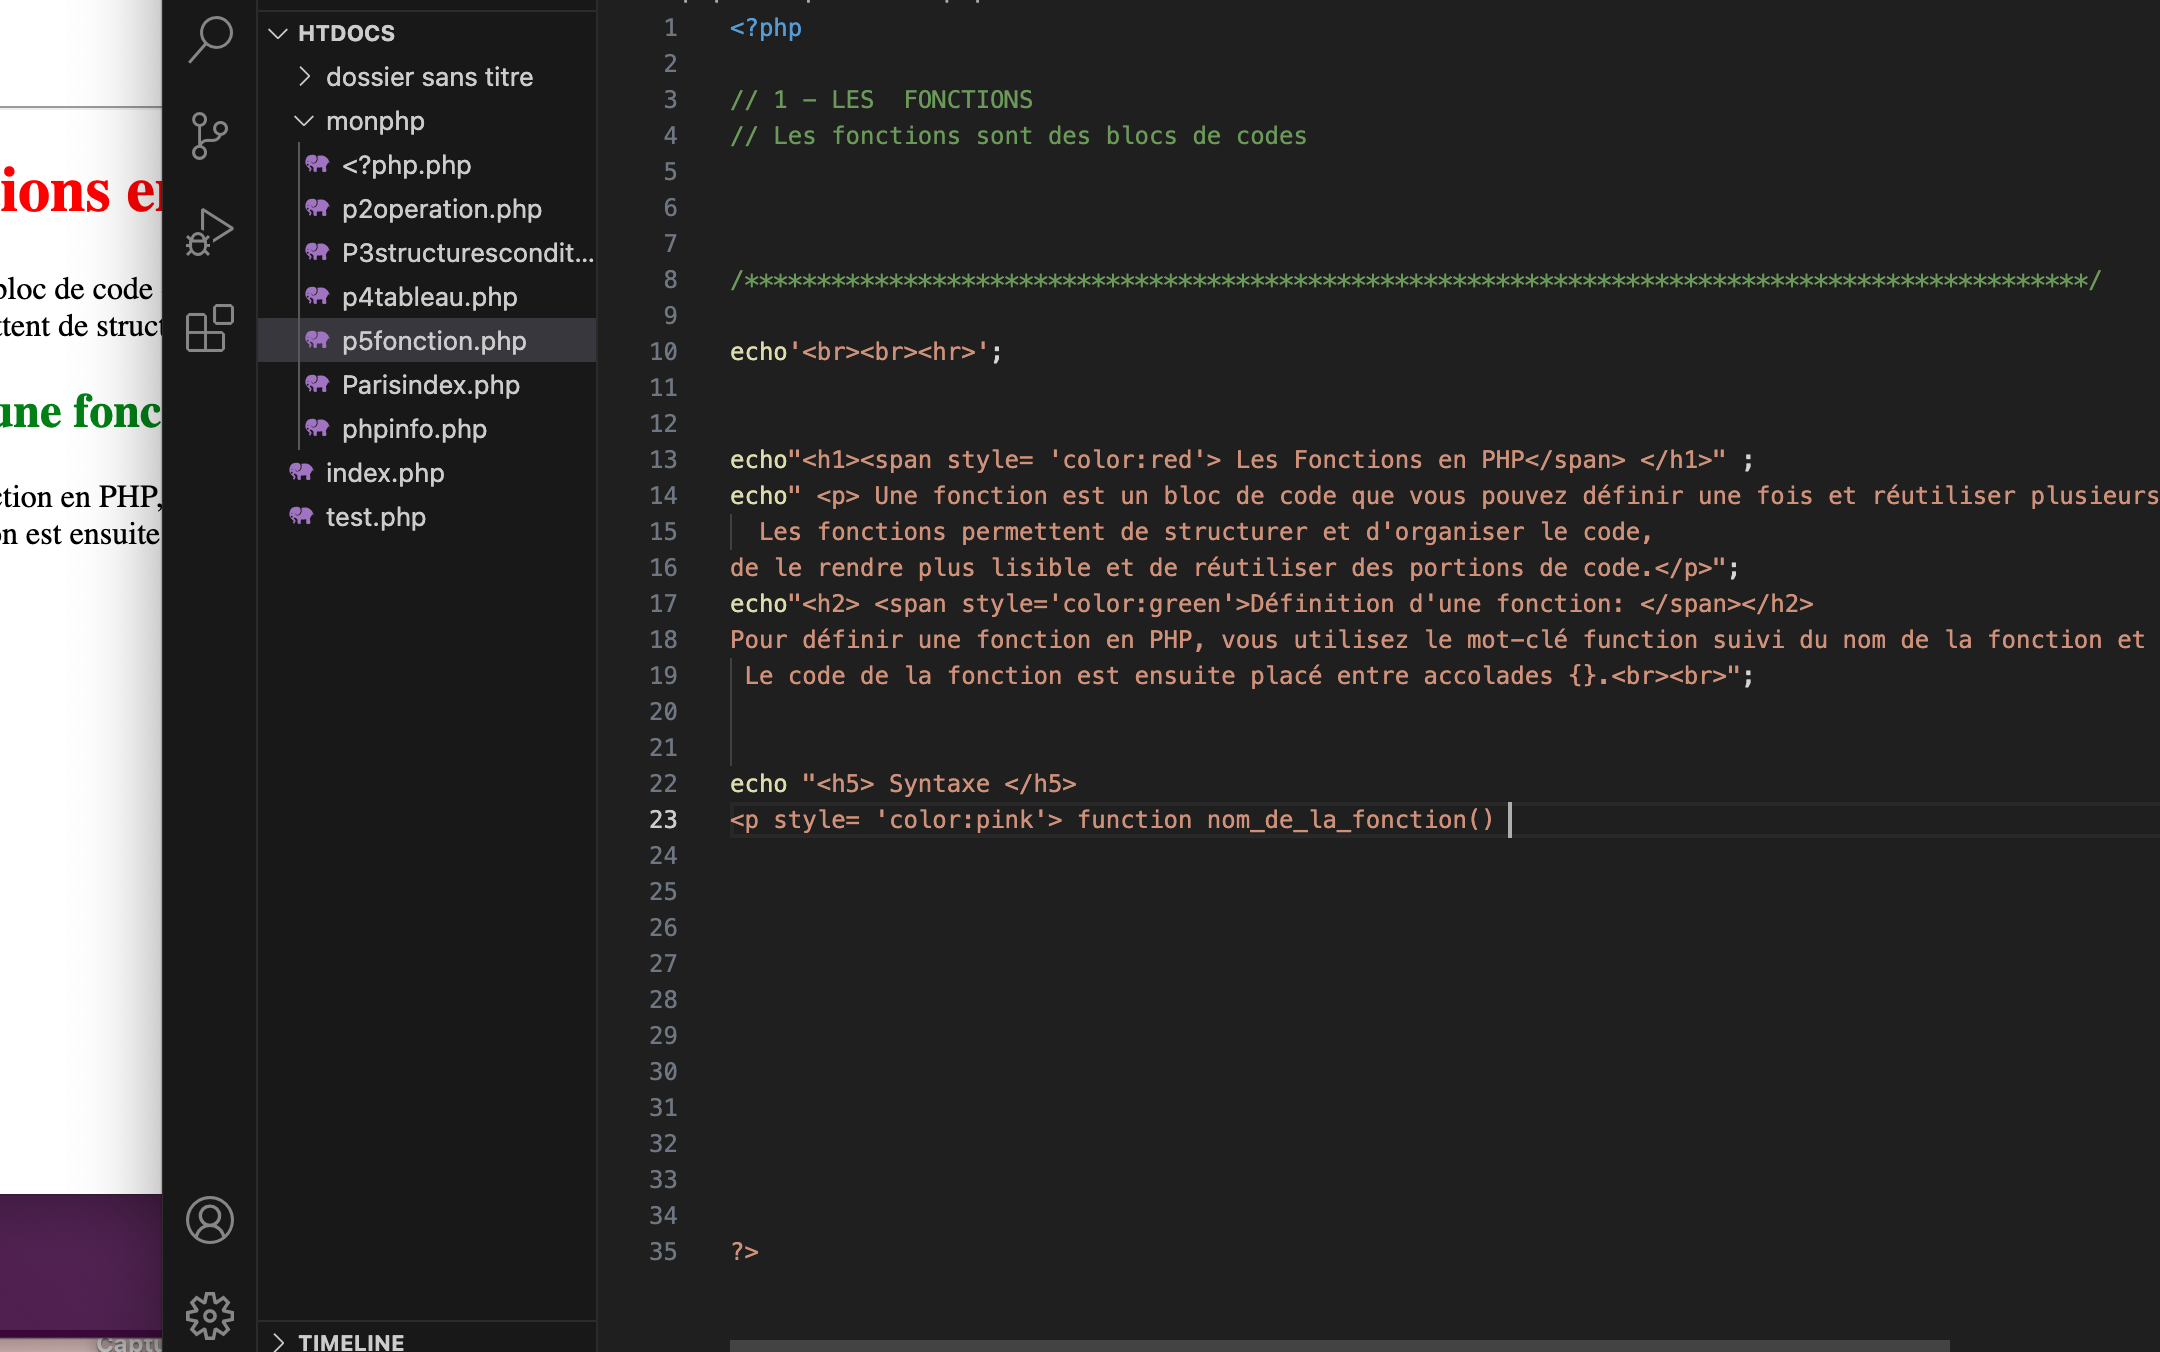 ions e
bloc de code
ttent de struct
une fonc
ction en PHP,
on est ensuite
Captu
HTDOCS
dossier sans titre
monphp
<?php.php
p2operation.php
P3structurescondit...
p4tableau.php
p5fonction.php
Parisindex.php
phpinfo.php
index.php
test.php
TIMELINE
1 <?php
2
3 // 1 - LES  FONCTIONS
4 // Les fonctions sont des blocs de codes
5
6
7
8 /*********************************************************************************************/
9
10 echo'<br><br><hr>';
11
12
13 echo"<h1><span style= 'color:red'> Les Fonctions en PHP</span> </h1>" ;
14 echo" <p> Une fonction est un bloc de code que vous pouvez définir une fois et réutiliser plusieurs
15   Les fonctions permettent de structurer et d'organiser le code,
16 de le rendre plus lisible et de réutiliser des portions de code.</p>";
17 echo"<h2> <span style='color:green'>Définition d'une fonction: </span></h2>
18 Pour définir une fonction en PHP, vous utilisez le mot-clé function suivi du nom de la fonction et
19  Le code de la fonction est ensuite placé entre accolades {}.<br><br>";
20
21
22 echo "<h5> Syntaxe </h5>
23 <p style= 'color:pink'> function nom_de_la_fonction()
24
25
26
27
28
29
30
31
32
33
34
35 ?>